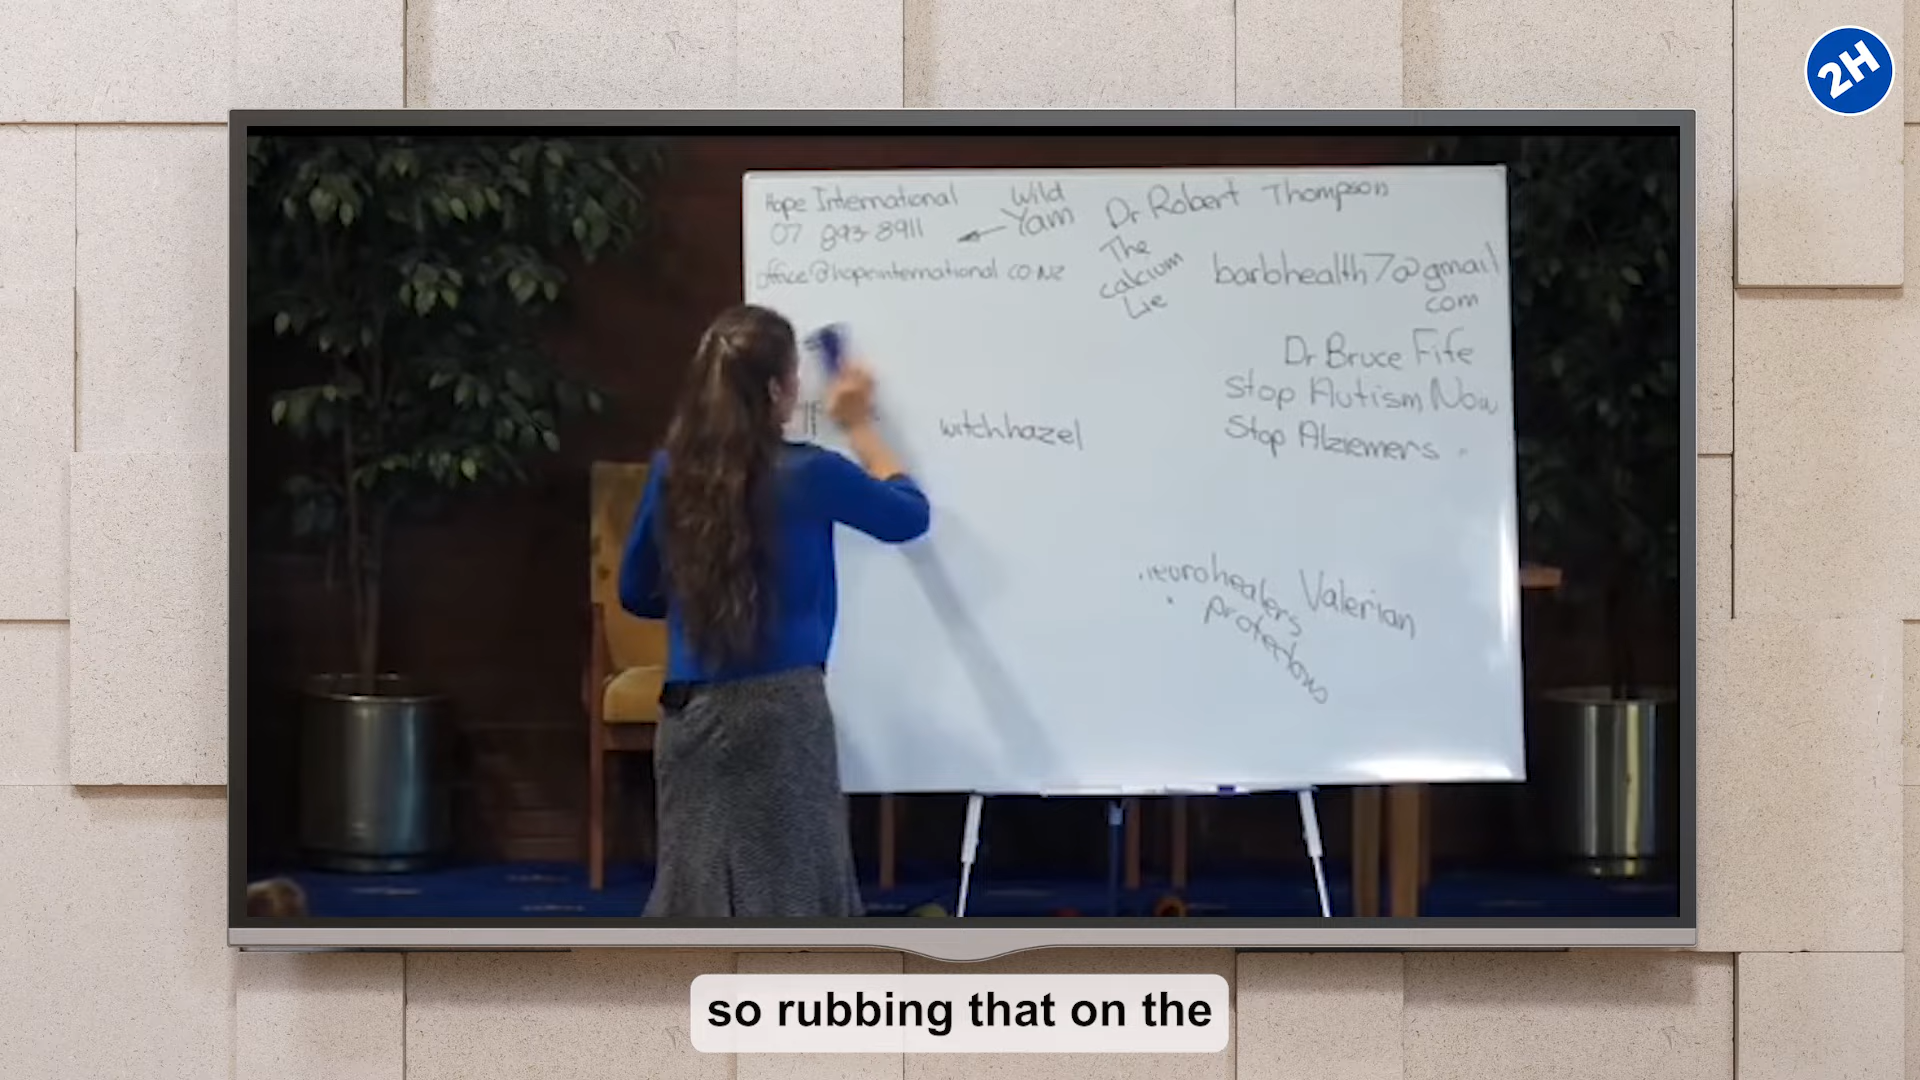 2H
Hope International
07 893-8911
office@hopeinternational.co.nz
Wild
Yam
Dr Robert Thompson
The
calcium
Lie
barbhealth7@gmail
com
Dr Bruce Fife
Stop Autism Now
Stop Alziemers
witchhazel
neurohealers
protectors
Valerian
so rubbing that on the